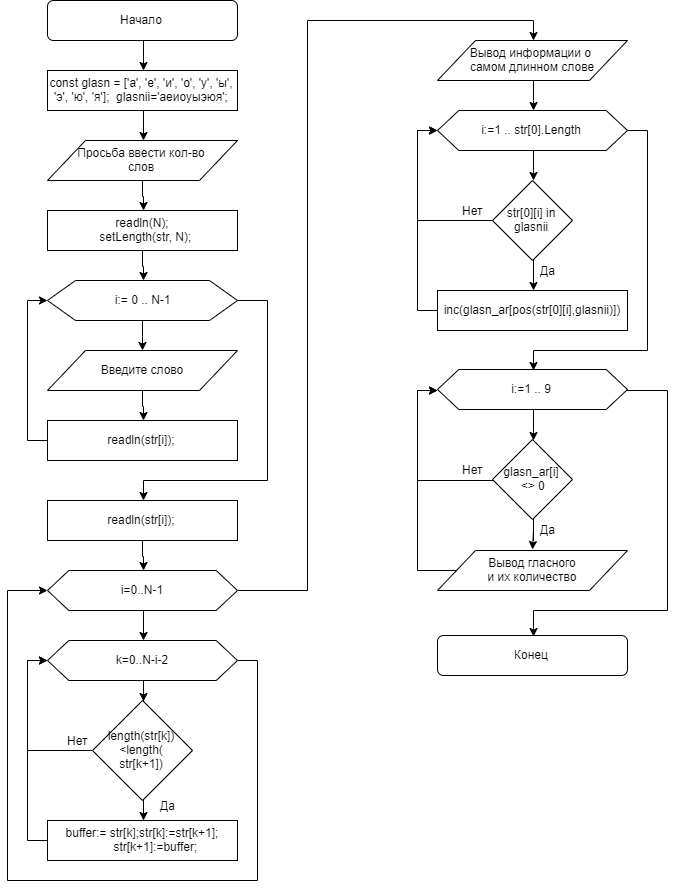 Начало
const glasn = ['а', 'е', 'и', 'о', 'у', 'ы',
'э', 'ю', 'я']; glasnii='аеиоуыэюя';
Просьба ввести кол-во
слов
readln(N);
setLength(str, N);
i:= 0 .. N-1
Введите слово
readln(str[i]);
readln(str[i]);
i=0..N-1
k=0..N-i-2
length(str[k])
<length(
str[k+1])
Нет
Да
buffer:= str[k];str[k]:=str[k+1];
str[k+1]:=buffer;
Вывод информации о
самом длинном слове
i:=1 .. str[0].Length
str[0][i] in
glasnii
Нет
Да
inc(glasn_ar[pos(str[0][i],glasnii)])
i:=1 .. 9
glasn_ar[i]
<> 0
Нет
Да
Вывод гласного
и их количество
Конец